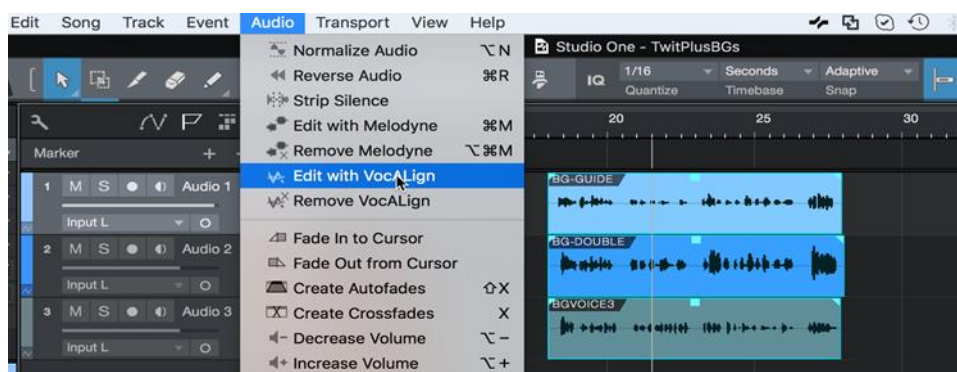 Edit Song Track Event Audio Transport View Help
Studio One - TwitPlusBGs
Normalize Audio ⌥N
Reverse Audio ⌘R
Strip Silence
Edit with Melodyne ⌘M
Remove Melodyne ⌥⌘M
Edit with VocALign
Remove VocALign
Fade In to Cursor
Fade Out from Cursor
Create Autofades ⇧X
Create Crossfades X
Decrease Volume ⌥-
Increase Volume ⌥+
IQ 1/16 Seconds Adaptive
Quantize Timebase Snap
20 25 30
Marker + -
1 M S Audio 1
Input L
2 M S Audio 2
Input L
3 M S Audio 3
Input L
BG-GUIDE
BG-DOUBLE
BGVOICE3